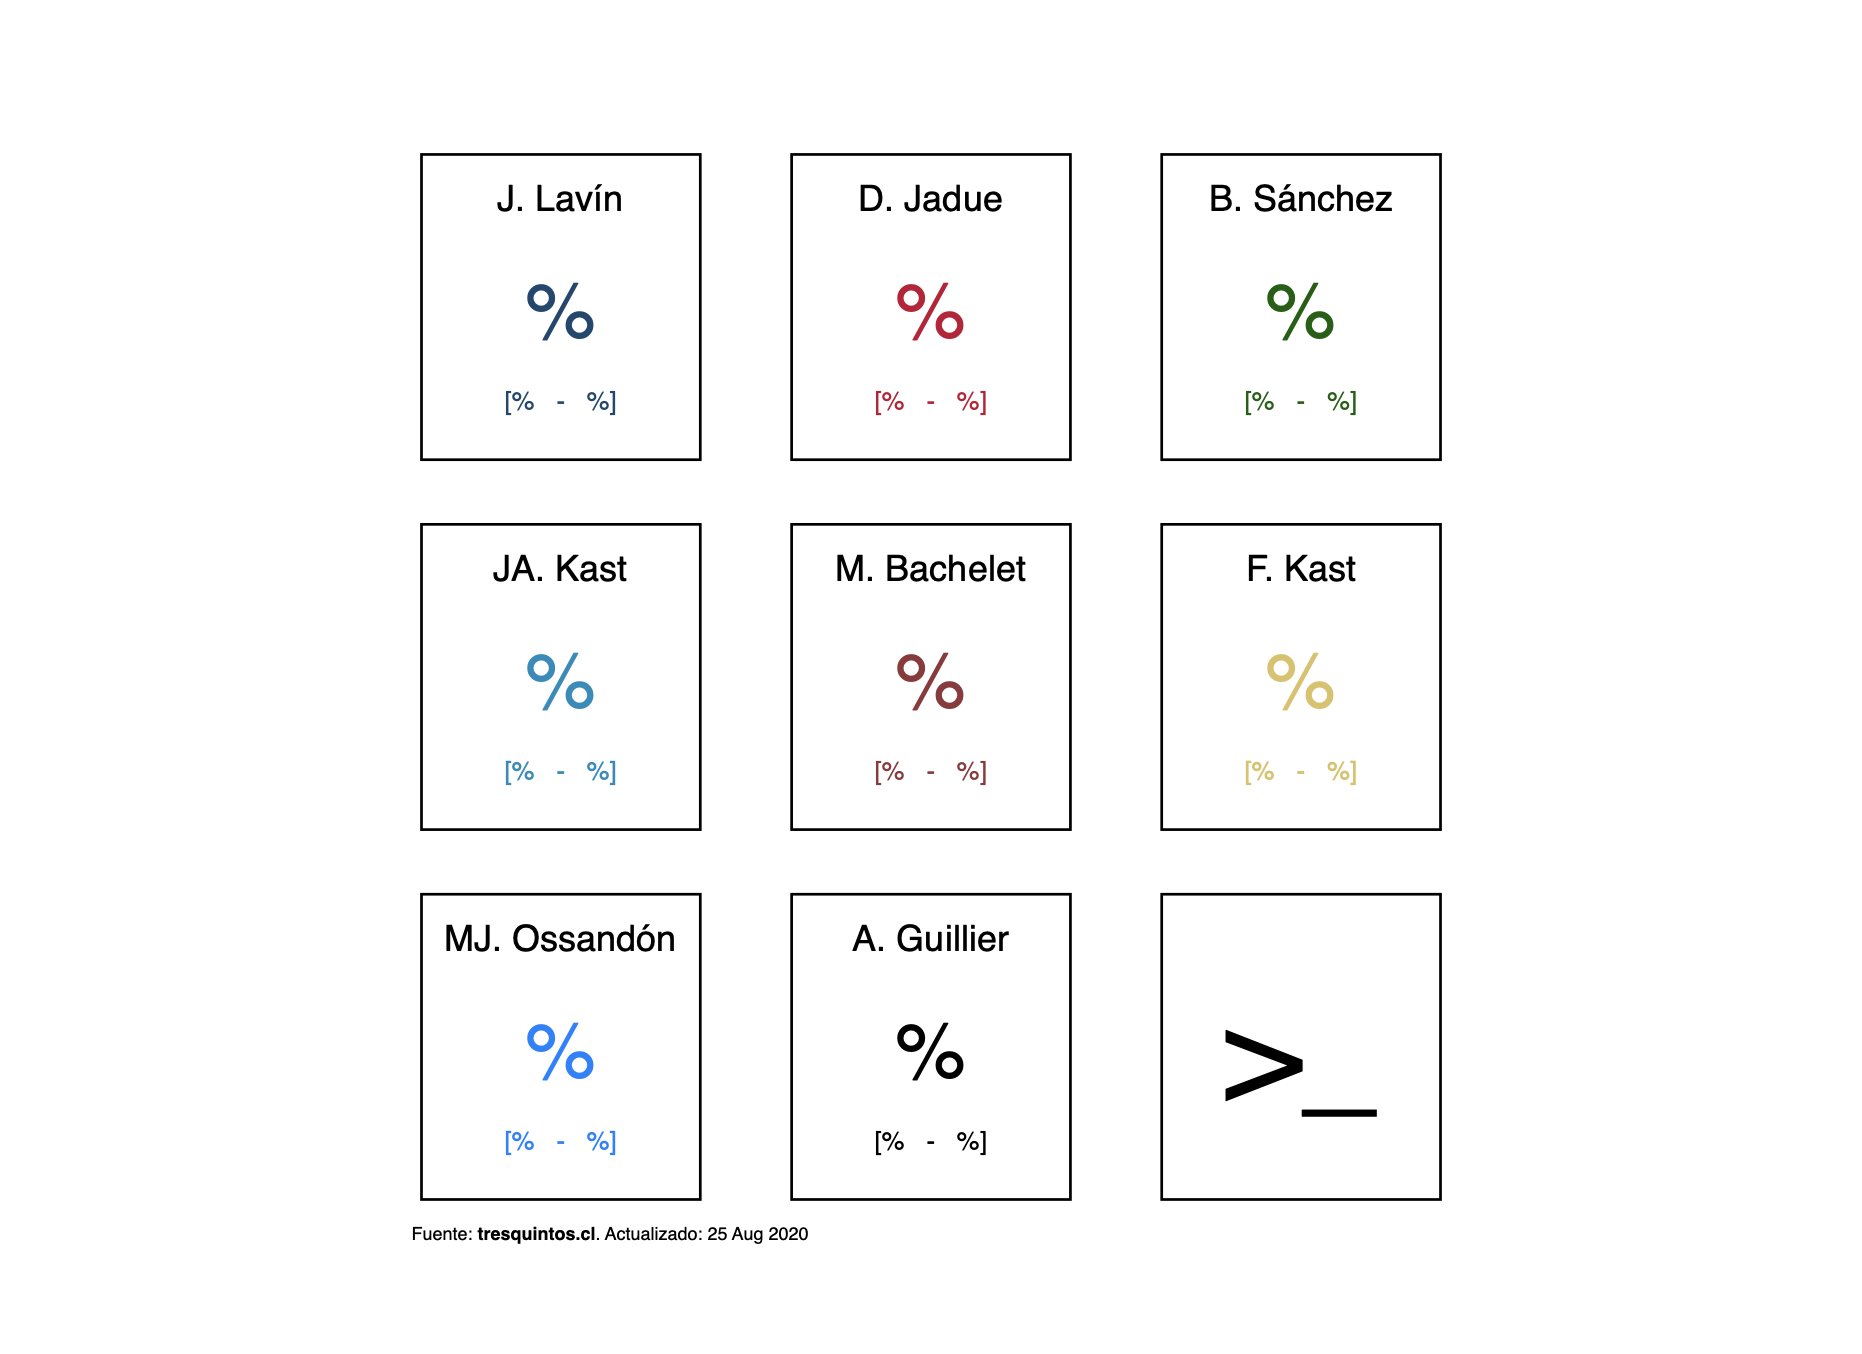 J. Lavín
%
[% - %]
D. Jadue
%
[% - %]
B. Sánchez
%
[% - %]
JA. Kast
%
[% - %]
M. Bachelet
%
[% - %]
F. Kast
%
[% - %]
MJ. Ossandón
%
[% - %]
A. Guillier
%
[% - %]
>_
Fuente: tresquintos.cl. Actualizado: 25 Aug 2020